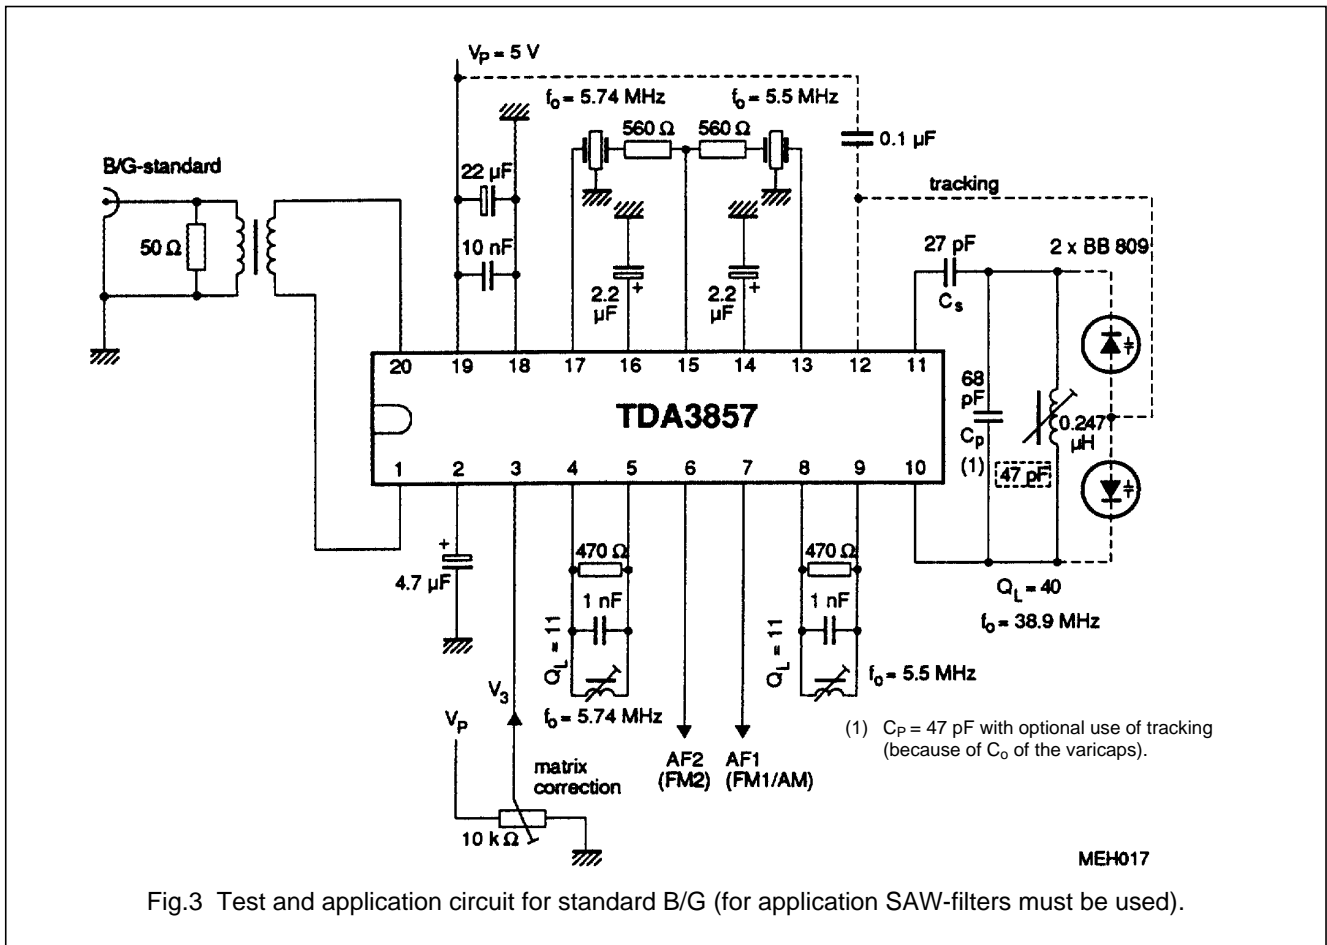 V_P = 5 V
f_o = 5.74 MHz
f_o = 5.5 MHz
560 Ω
560 Ω
0.1 µF
B/G-standard
22 µF
tracking
50 Ω
10 nF
27 pF
2 x BB 809
2.2 µF
+
2.2 µF
+
C_s
20 19 18 17 16 15 14 13 12 11
TDA3857
68 pF
C_p
(1)
0.247 µH
47 pF
1 2 3 4 5 6 7 8 9 10
+
4.7 µF
470 Ω
470 Ω
1 nF
1 nF
Q_L = 11
Q_L = 11
Q_L = 40
f_o = 38.9 MHz
V_3
f_o = 5.74 MHz
f_o = 5.5 MHz
V_P
AF2
(FM2)
AF1
(FM1/AM)
(1) C_P = 47 pF with optional use of tracking
(because of C_o of the varicaps).
matrix
correction
10 k Ω
MEH017
Fig.3 Test and application circuit for standard B/G (for application SAW-filters must be used).